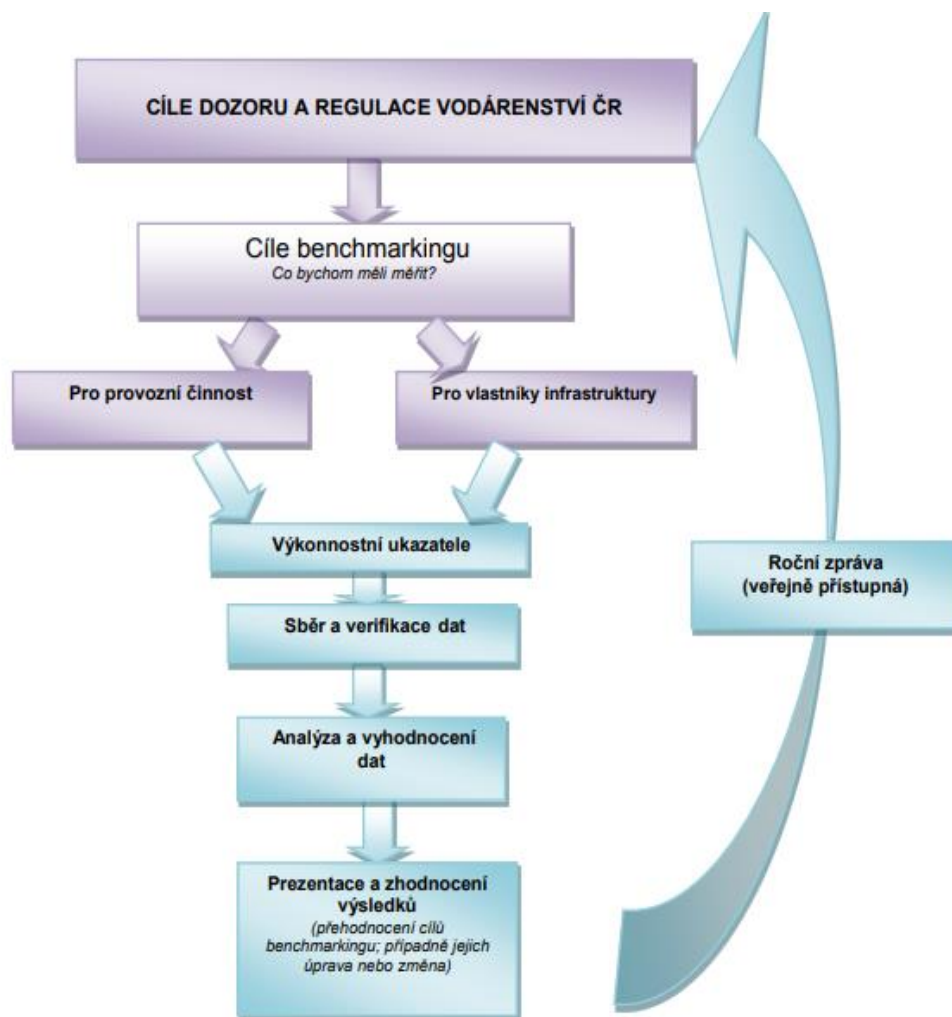 CÍLE DOZORU A REGULACE VODÁRENSTVÍ ČR
Cíle benchmarkingu
Co bychom měli měřit?
Pro provozní činnost
Pro vlastníky infrastruktury
Výkonnostní ukazatele
Roční zpráva
(veřejně přístupná)
Sběr a verifikace dat
Analýza a vyhodnocení
dat
Prezentace a zhodnocení
výsledků
(přehodnocení cílů
benchmarkingu; případně jejich
úprava nebo změna)